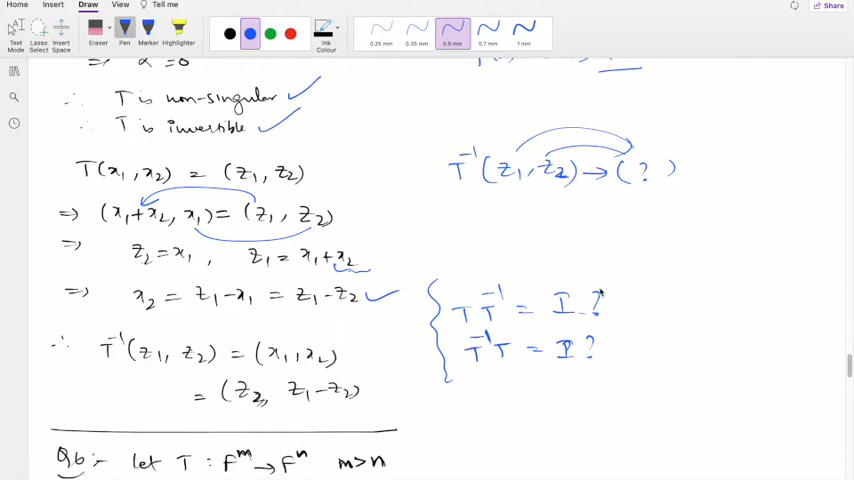 Home Insert Draw View Tell me
Share
Text Mode
Lasso Select
Insert Space
Eraser
Pen
Marker
Highlighter
Ink Colour
0.25 mm
0.35 mm
0.5 mm
0.7 mm
1 mm
=> α = 0
∴ T is non-singular ✓
∴ T is invertible ✓
T(x₁, x₂) = (z₁, z₂)
=> (x₁+x₂, x₁) = (z₁, z₂)
=> z₂ = x₁, z₁ = x₁+x₂
=> x₂ = z₁-x₁ = z₁-z₂ ✓
∴ T⁻¹(z₁, z₂) = (x₁, x₂)
= (z₂, z₁-z₂)
T⁻¹(z₁, z₂) → (?)
T T⁻¹ = I ?
T⁻¹T = I ?
Q6:- let T: Fᵐ → Fⁿ m>n